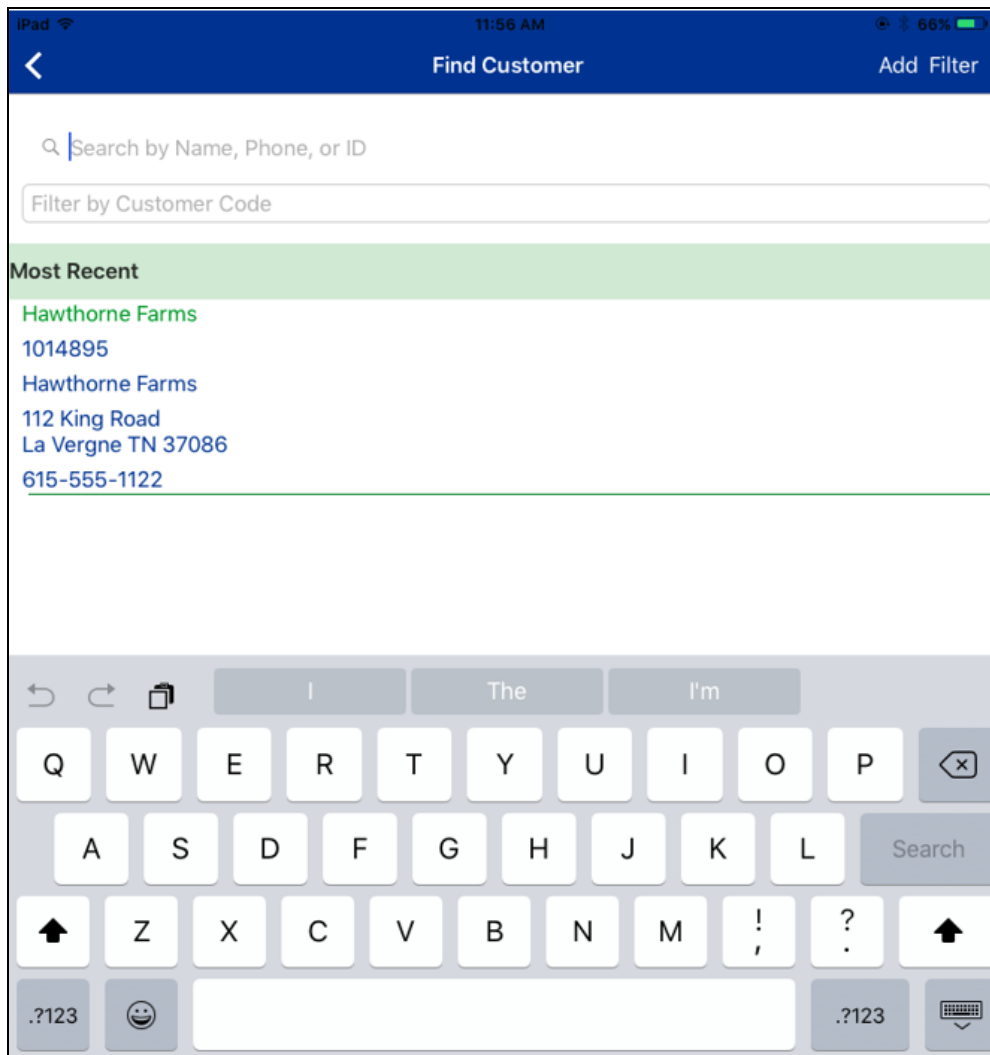 iPad 11:56 AM 66%
Find Customer Add Filter
Search by Name, Phone, or ID
Filter by Customer Code
Most Recent
Hawthorne Farms
1014895
Hawthorne Farms
112 King Road
La Vergne TN 37086
615-555-1122
I The I'm
Q W E R T Y U I O P
A S D F G H J K L Search
Z X C V B N M ! , ? .
.?123 .?123